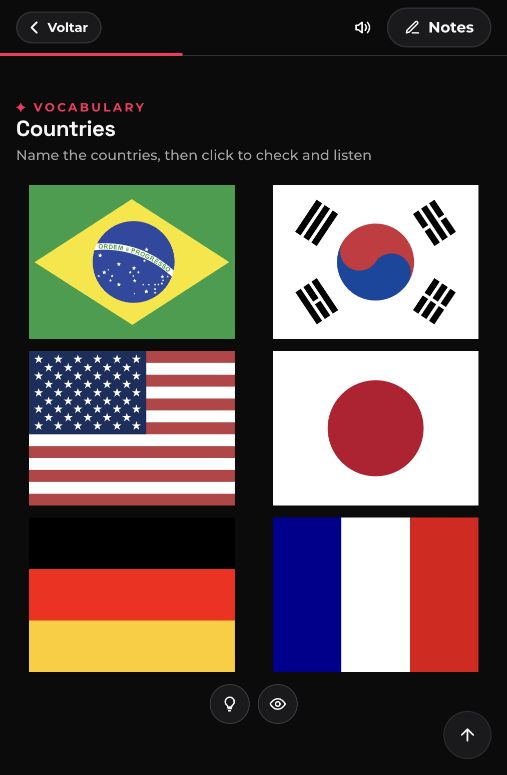 Voltar
Notes
VOCABULARY
Countries
Name the countries, then click to check and listen
ORDEM E PROGRESSO